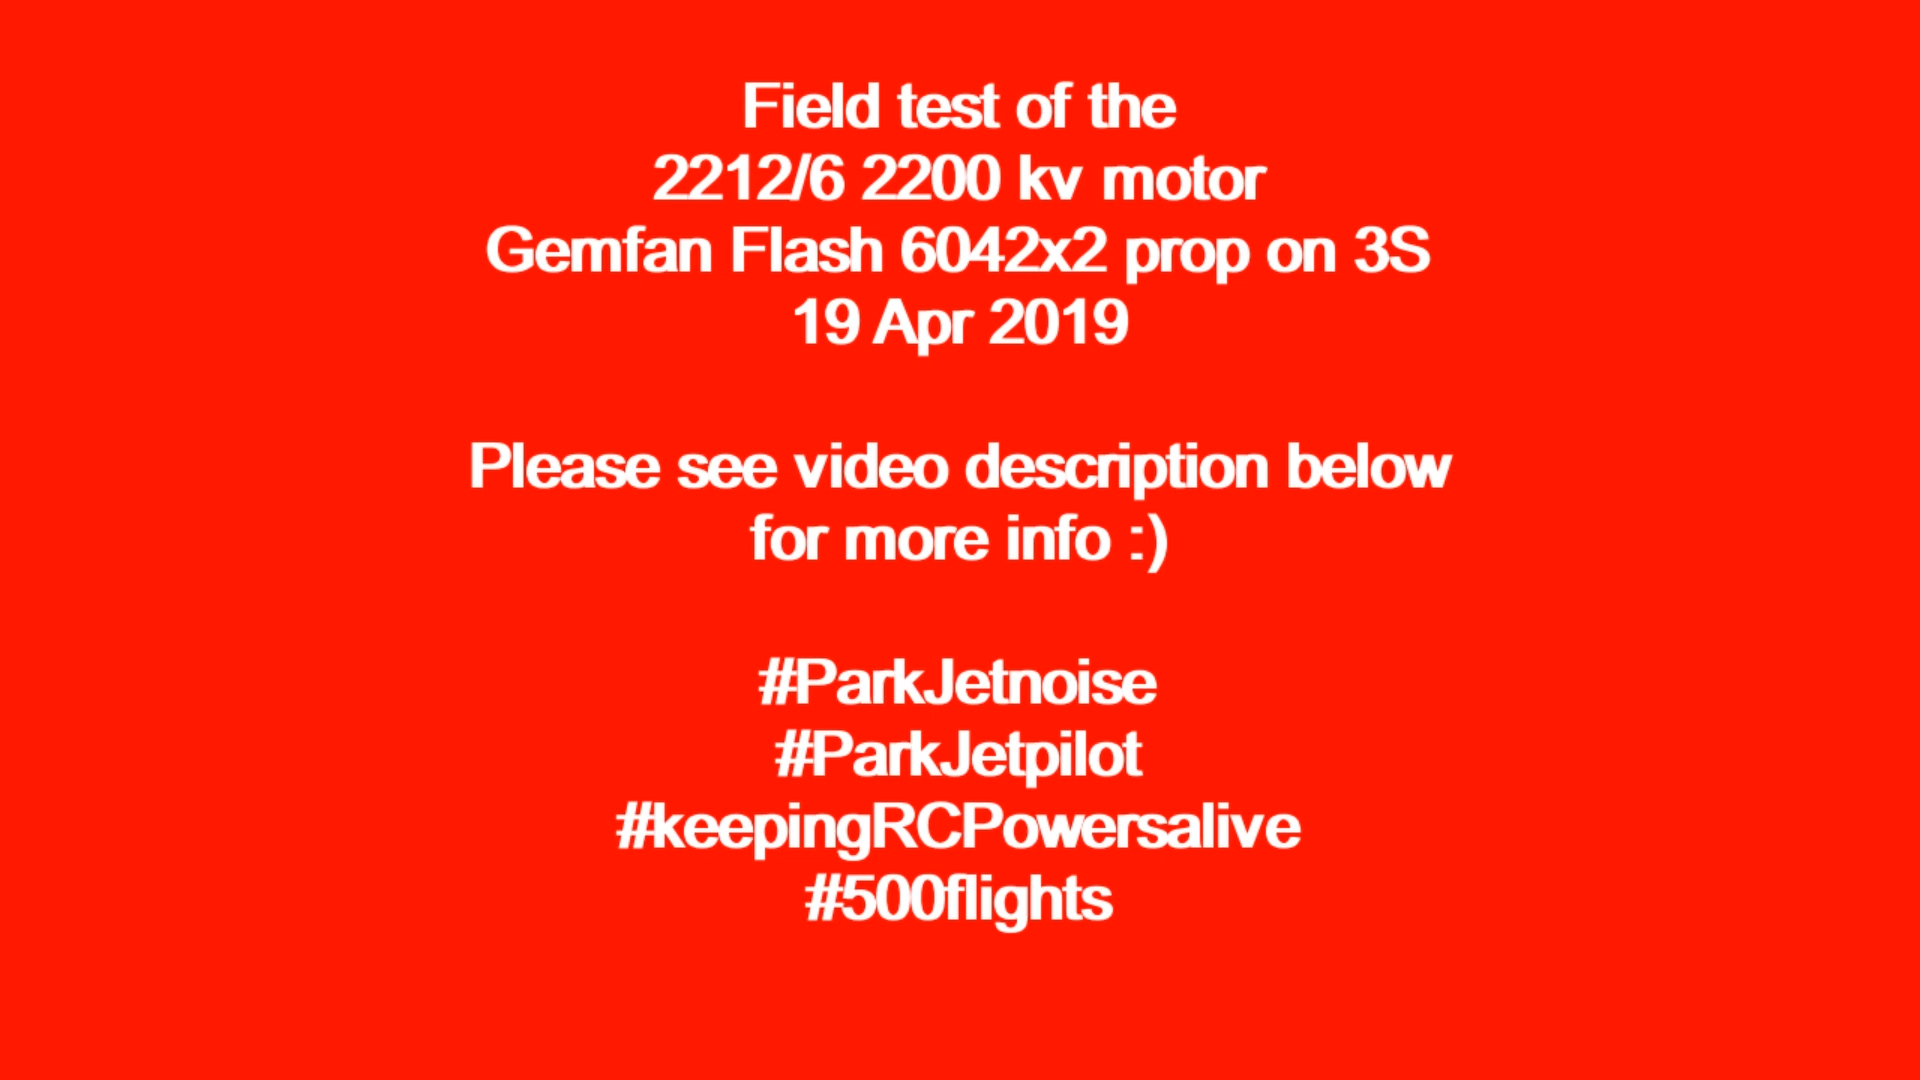 Field test of the
2212/6 2200 kv motor
Gemfan Flash 6042x2 prop on 3S
19 Apr 2019
Please see video description below
for more info :)
#ParkJetnoise
#ParkJetpilot
#keepingRCPowersalive
#500flights